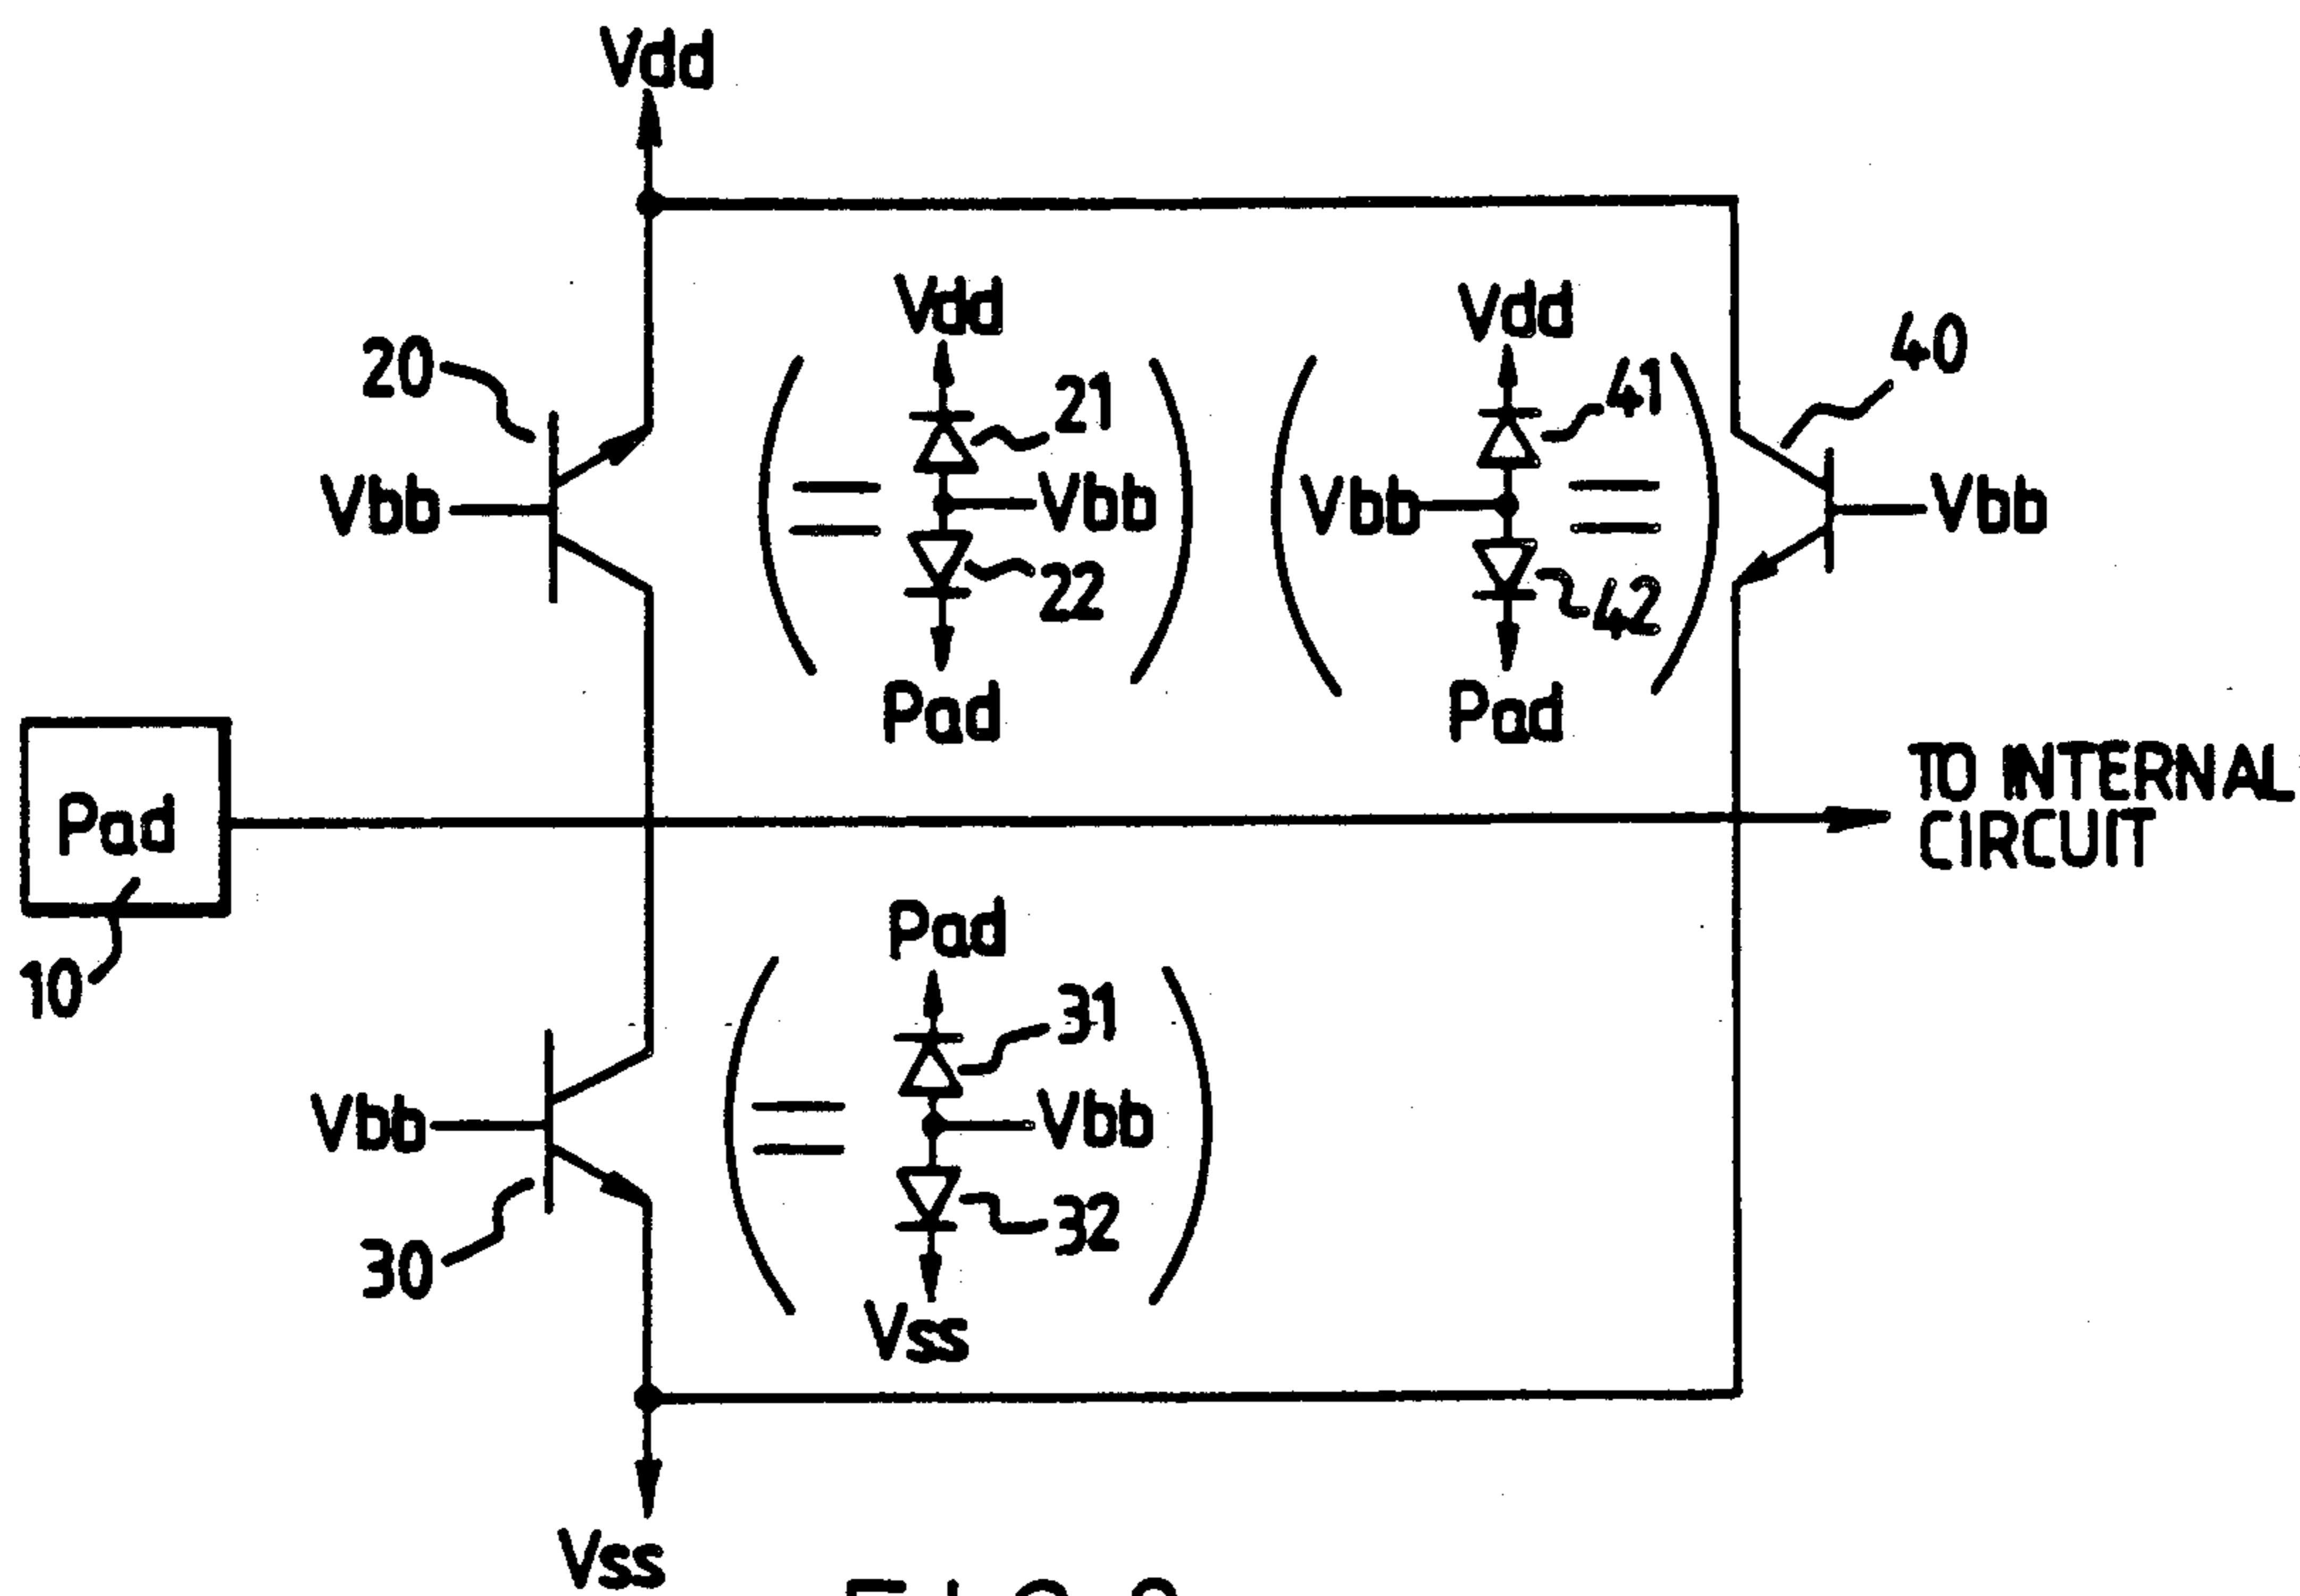 Vdd
Vdd
Vdd
20
21
41
40
Vbb
Vbb
Vbb
Vbb
22
42
Pad
Pad
Pad
TO INTERNAL
CIRCUIT
10
Pad
31
Vbb
Vbb
30
32
Vss
Vss